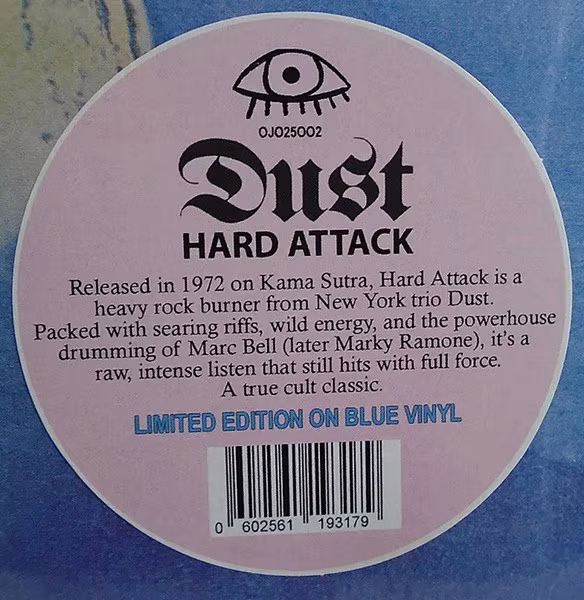 OJO25OO2
Dust
HARD ATTACK
Released in 1972 on Kama Sutra, Hard Attack is a
heavy rock burner from New York trio Dust.
Packed with searing riffs, wild energy, and the powerhouse
drumming of Marc Bell (later Marky Ramone), it's a
raw, intense listen that still hits with full force.
A true cult classic.
LIMITED EDITION ON BLUE VINYL
0 602561 193179